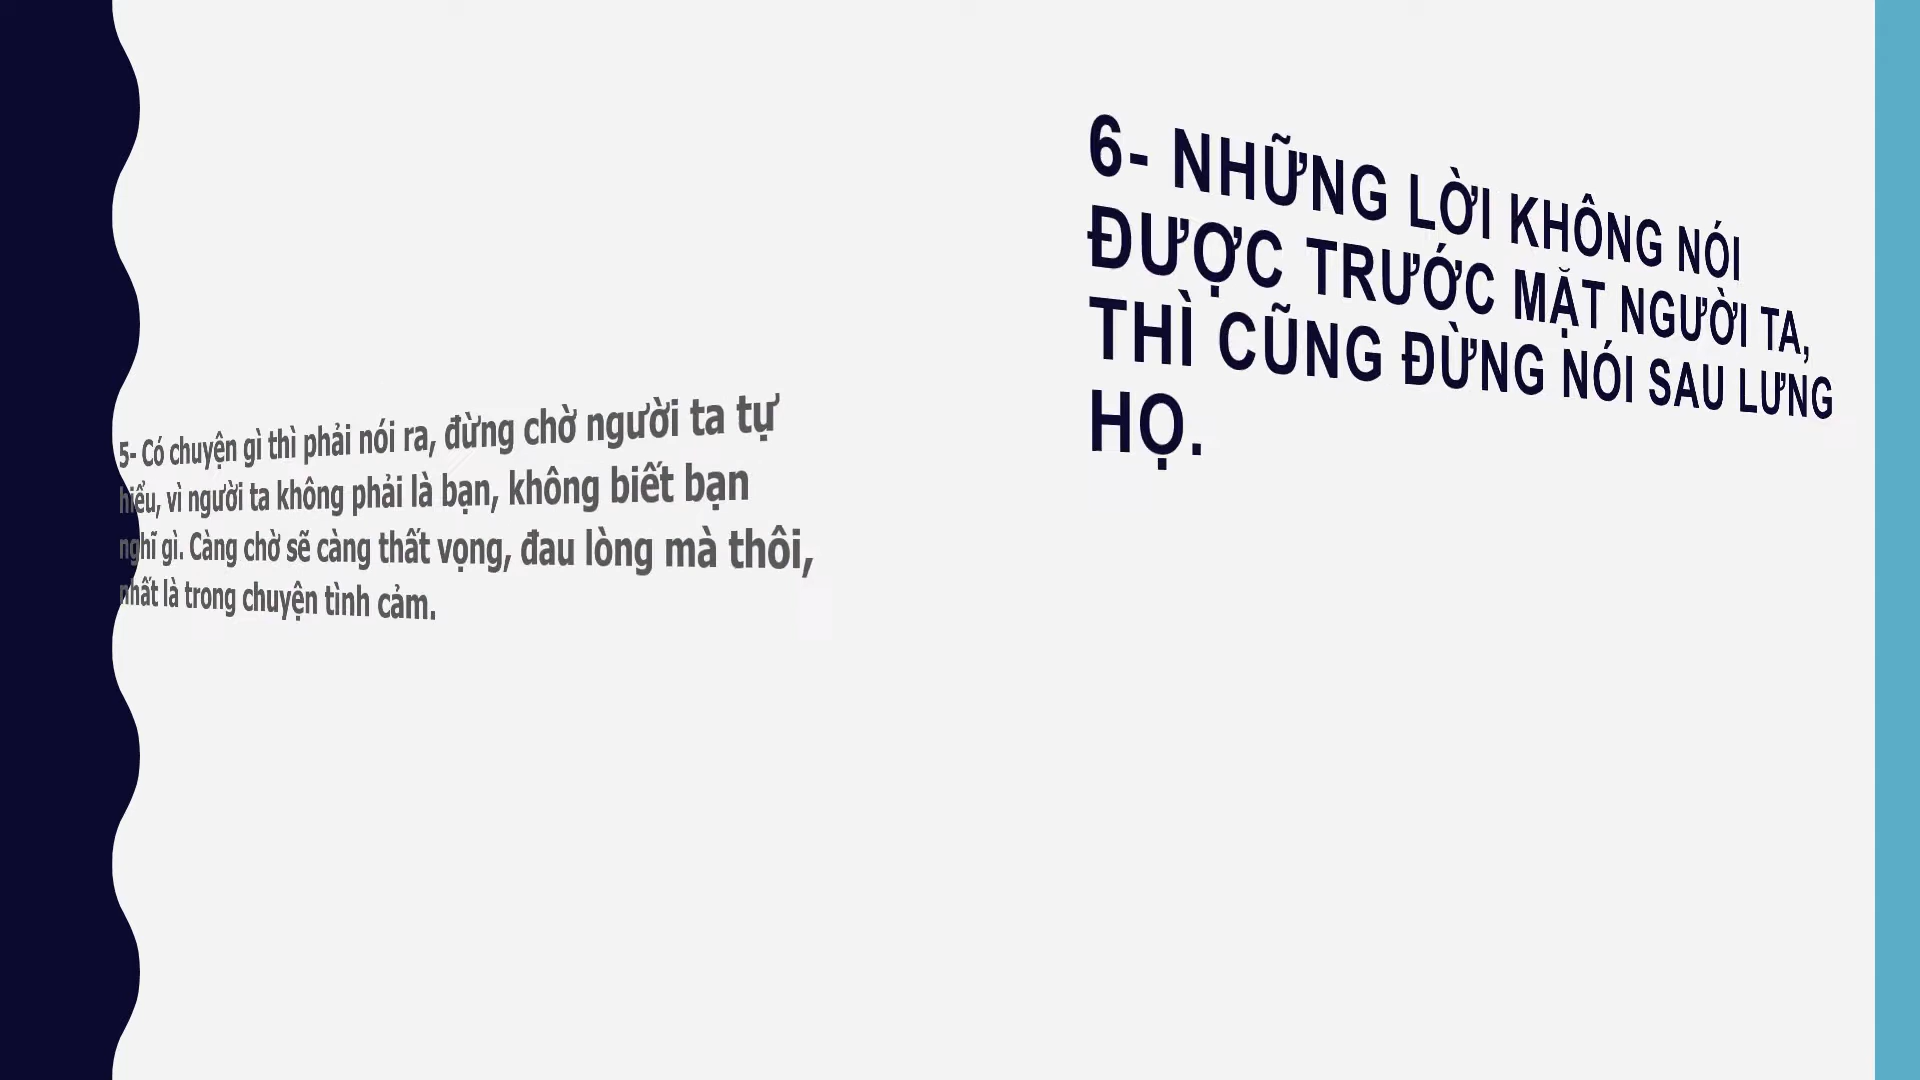 5- Có chuyện gì thì phải nói ra, đừng chờ người ta tự
hiểu, vì người ta không phải là bạn, không biết bạn
nghĩ gì. Càng chờ sẽ càng thất vọng, đau lòng mà thôi,
nhất là trong chuyện tình cảm.
6- NHỮNG LỜI KHÔNG NÓI
ĐƯỢC TRƯỚC MẶT NGƯỜI TA,
THÌ CŨNG ĐỪNG NÓI SAU LƯNG
HỌ.